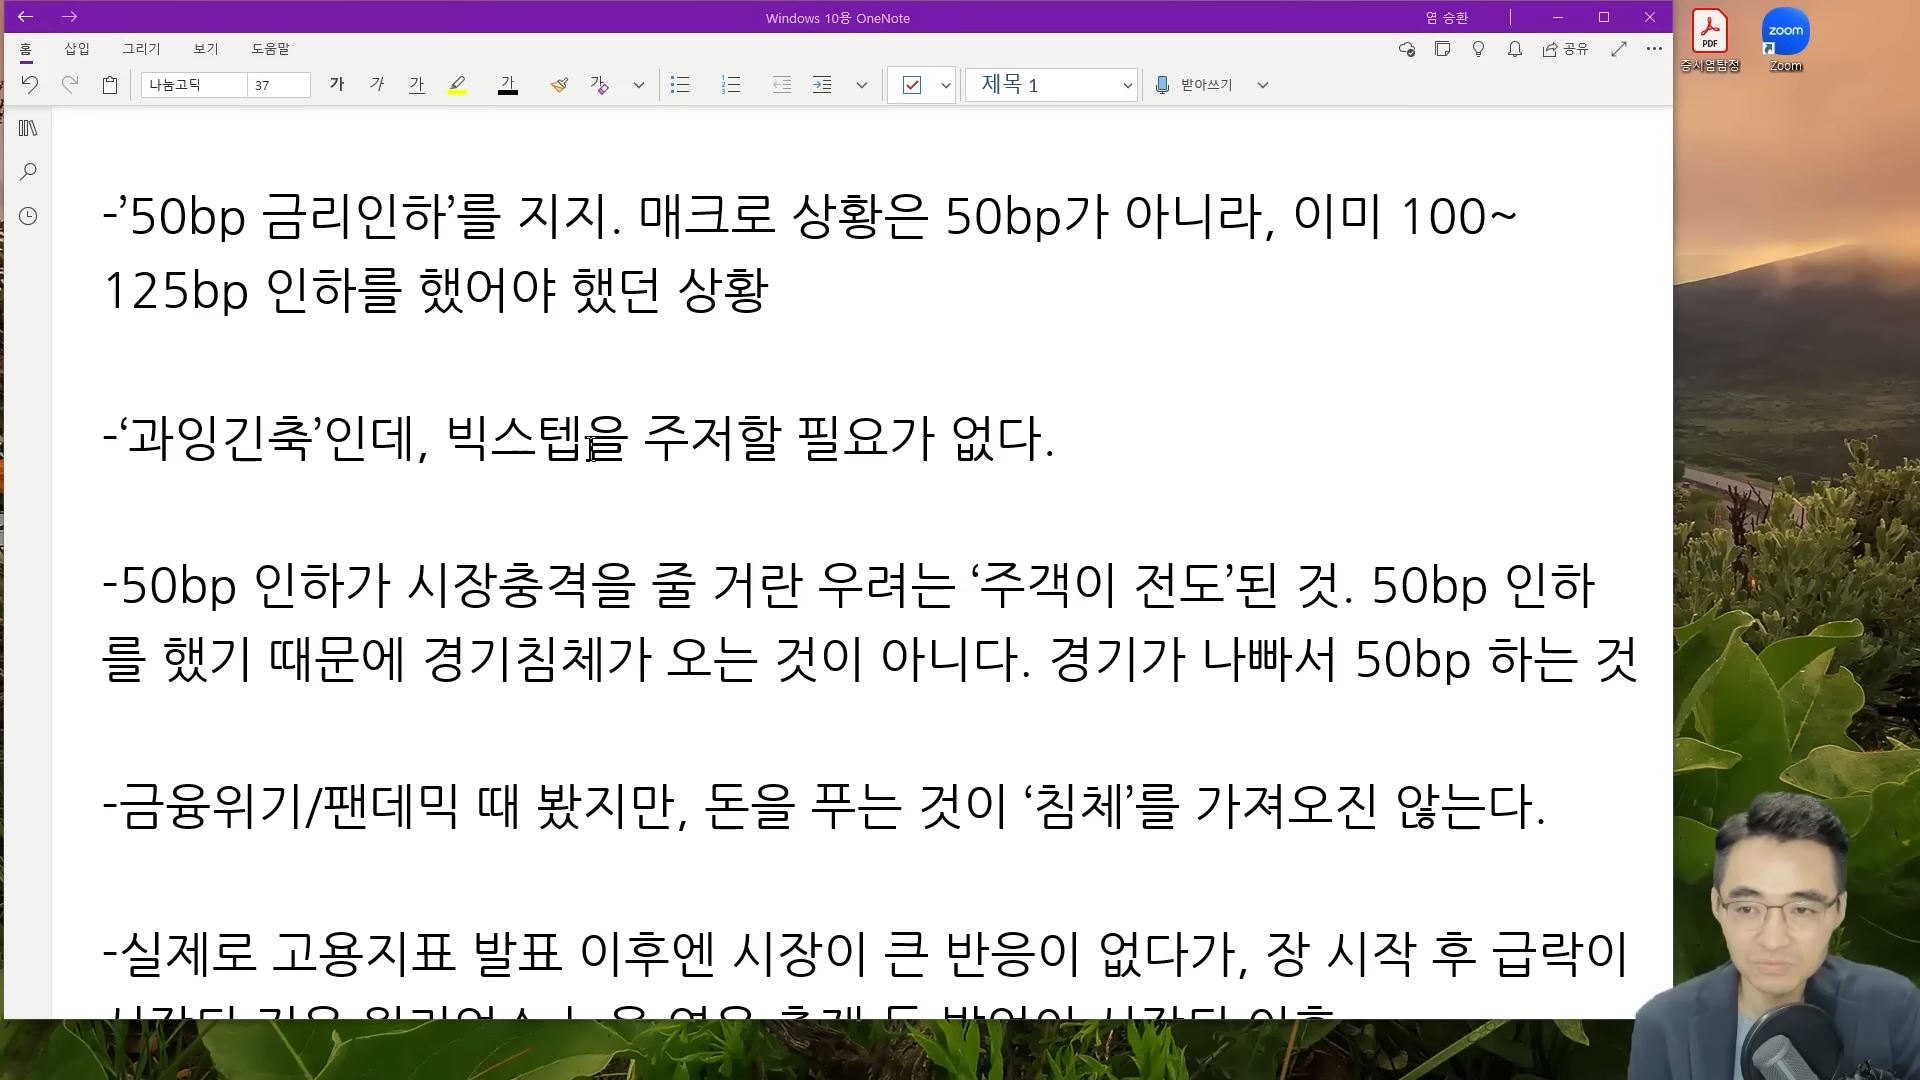 Windows 10용 OneNote
염 승환
홈 삽입 그리기 보기 도움말
공유
나눔고딕 37 가 가 가 가 제목 1 받아쓰기
PDF
증시염탐정
zoom
Zoom
-’50bp 금리인하’를 지지. 매크로 상황은 50bp가 아니라, 이미 100~
125bp 인하를 했어야 했던 상황
-‘과잉긴축’인데, 빅스텝을 주저할 필요가 없다.
-50bp 인하가 시장충격을 줄 거란 우려는 ‘주객이 전도’된 것. 50bp 인하
를 했기 때문에 경기침체가 오는 것이 아니다. 경기가 나빠서 50bp 하는 것
-금융위기/팬데믹 때 봤지만, 돈을 푸는 것이 ‘침체’를 가져오진 않는다.
-실제로 고용지표 발표 이후엔 시장이 큰 반응이 없다가, 장 시작 후 급락이